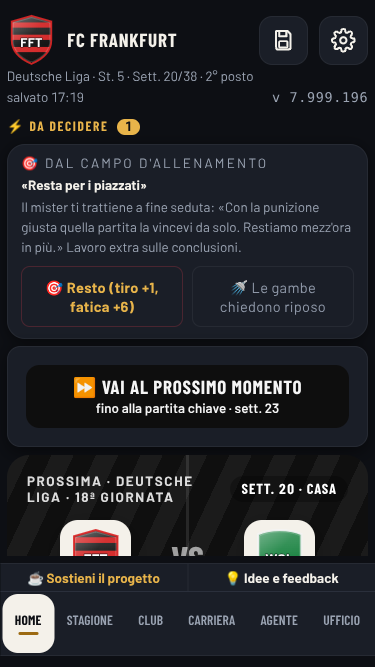 FFT
FC FRANKFURT
Deutsche Liga · St. 5 · Sett. 20/38 · 2° posto
salvato 17:19
v 7.999.196
⚡ DA DECIDERE 1
🎯 DAL CAMPO D'ALLENAMENTO
«Resta per i piazzati»
Il mister ti trattiene a fine seduta: «Con la punizione
giusta quella partita la vincevi da solo. Restiamo mezz'ora
in più.» Lavoro extra sulle conclusioni.
🎯 Resto (tiro +1,
fatica +6)
🚿 Le gambe
chiedono riposo
⏩ VAI AL PROSSIMO MOMENTO
fino alla partita chiave · sett. 23
PROSSIMA · DEUTSCHE
LIGA · 18ª GIORNATA
SETT. 20 · CASA
VS
☕ Sostieni il progetto
💡 Idee e feedback
HOME
STAGIONE
CLUB
CARRIERA
AGENTE
UFFICIO